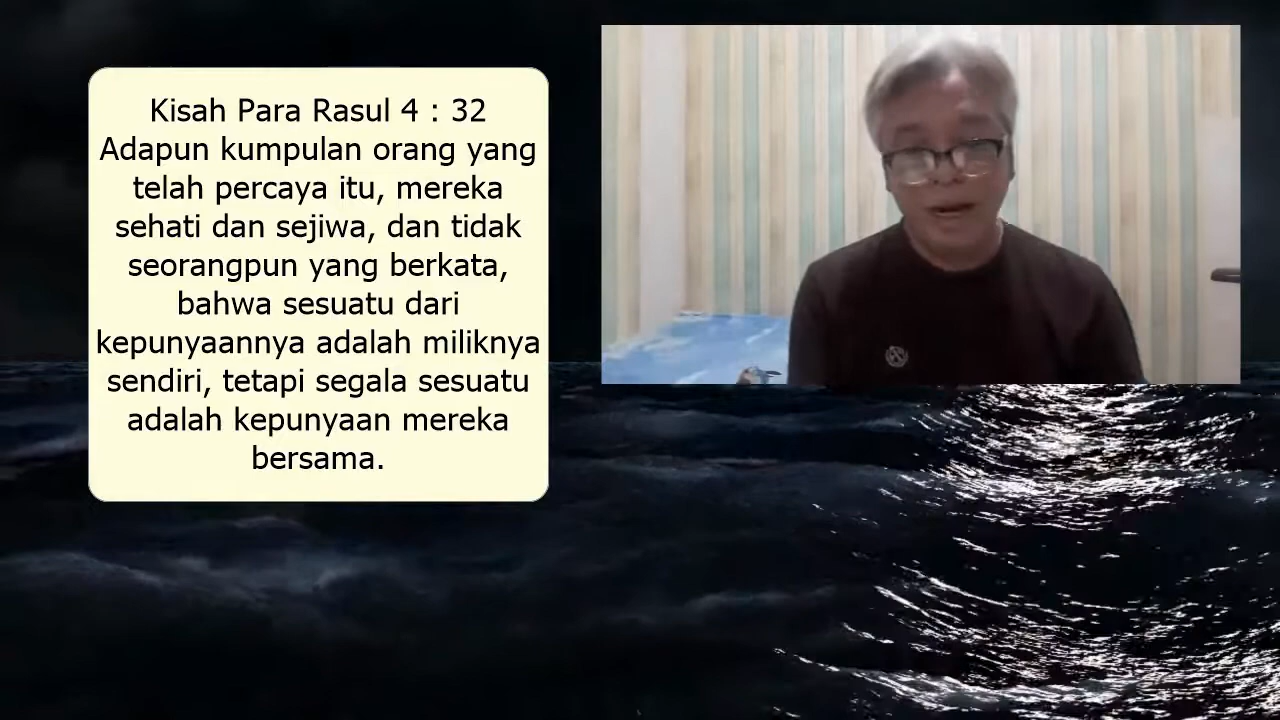 Kisah Para Rasul 4 : 32
Adapun kumpulan orang yang
telah percaya itu, mereka
sehati dan sejiwa, dan tidak
seorangpun yang berkata,
bahwa sesuatu dari
kepunyaannya adalah miliknya
sendiri, tetapi segala sesuatu
adalah kepunyaan mereka
bersama.